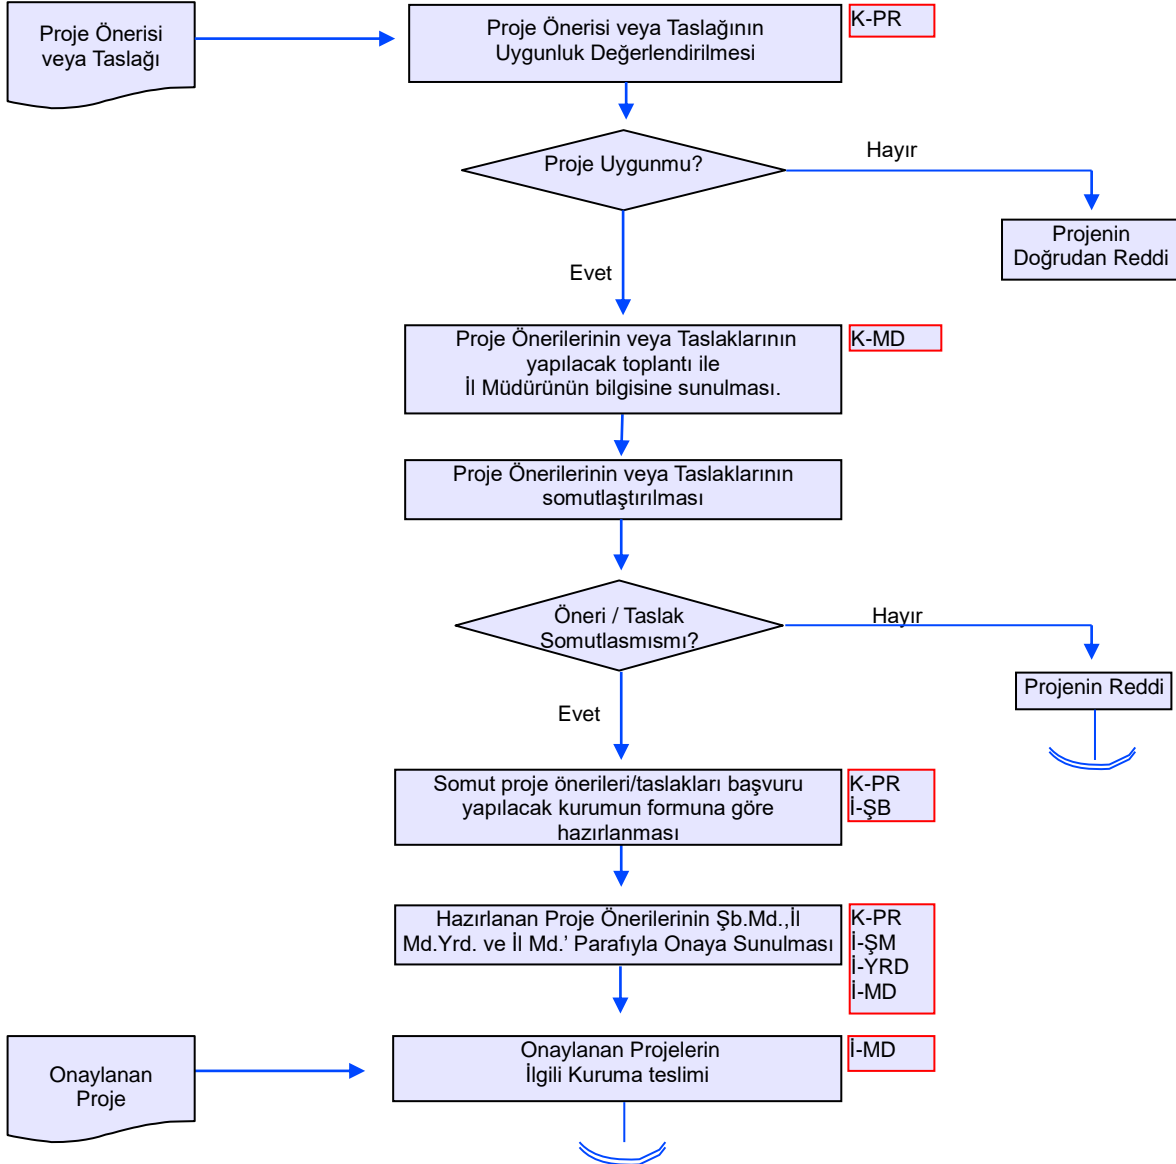 Proje Önerisi
veya Taslağı
Proje Önerisi veya Taslağının
Uygunluk Değerlendirilmesi
K-PR
Proje Uygunmu?
Hayır
Projenin
Doğrudan Reddi
Evet
Proje Önerilerinin veya Taslaklarının
yapılacak toplantı ile
İl Müdürünün bilgisine sunulması.
K-MD
Proje Önerilerinin veya Taslaklarının
somutlaştırılması
Öneri / Taslak
Somutlasmısmı?
Hayır
Projenin Reddi
Evet
Somut proje önerileri/taslakları başvuru
yapılacak kurumun formuna göre
hazırlanması
K-PR
İ-ŞB
Hazırlanan Proje Önerilerinin Şb.Md.,İl
Md.Yrd. ve İl Md.’ Parafıyla Onaya Sunulması
K-PR
İ-ŞM
İ-YRD
İ-MD
Onaylanan
Proje
Onaylanan Projelerin
İlgili Kuruma teslimi
İ-MD